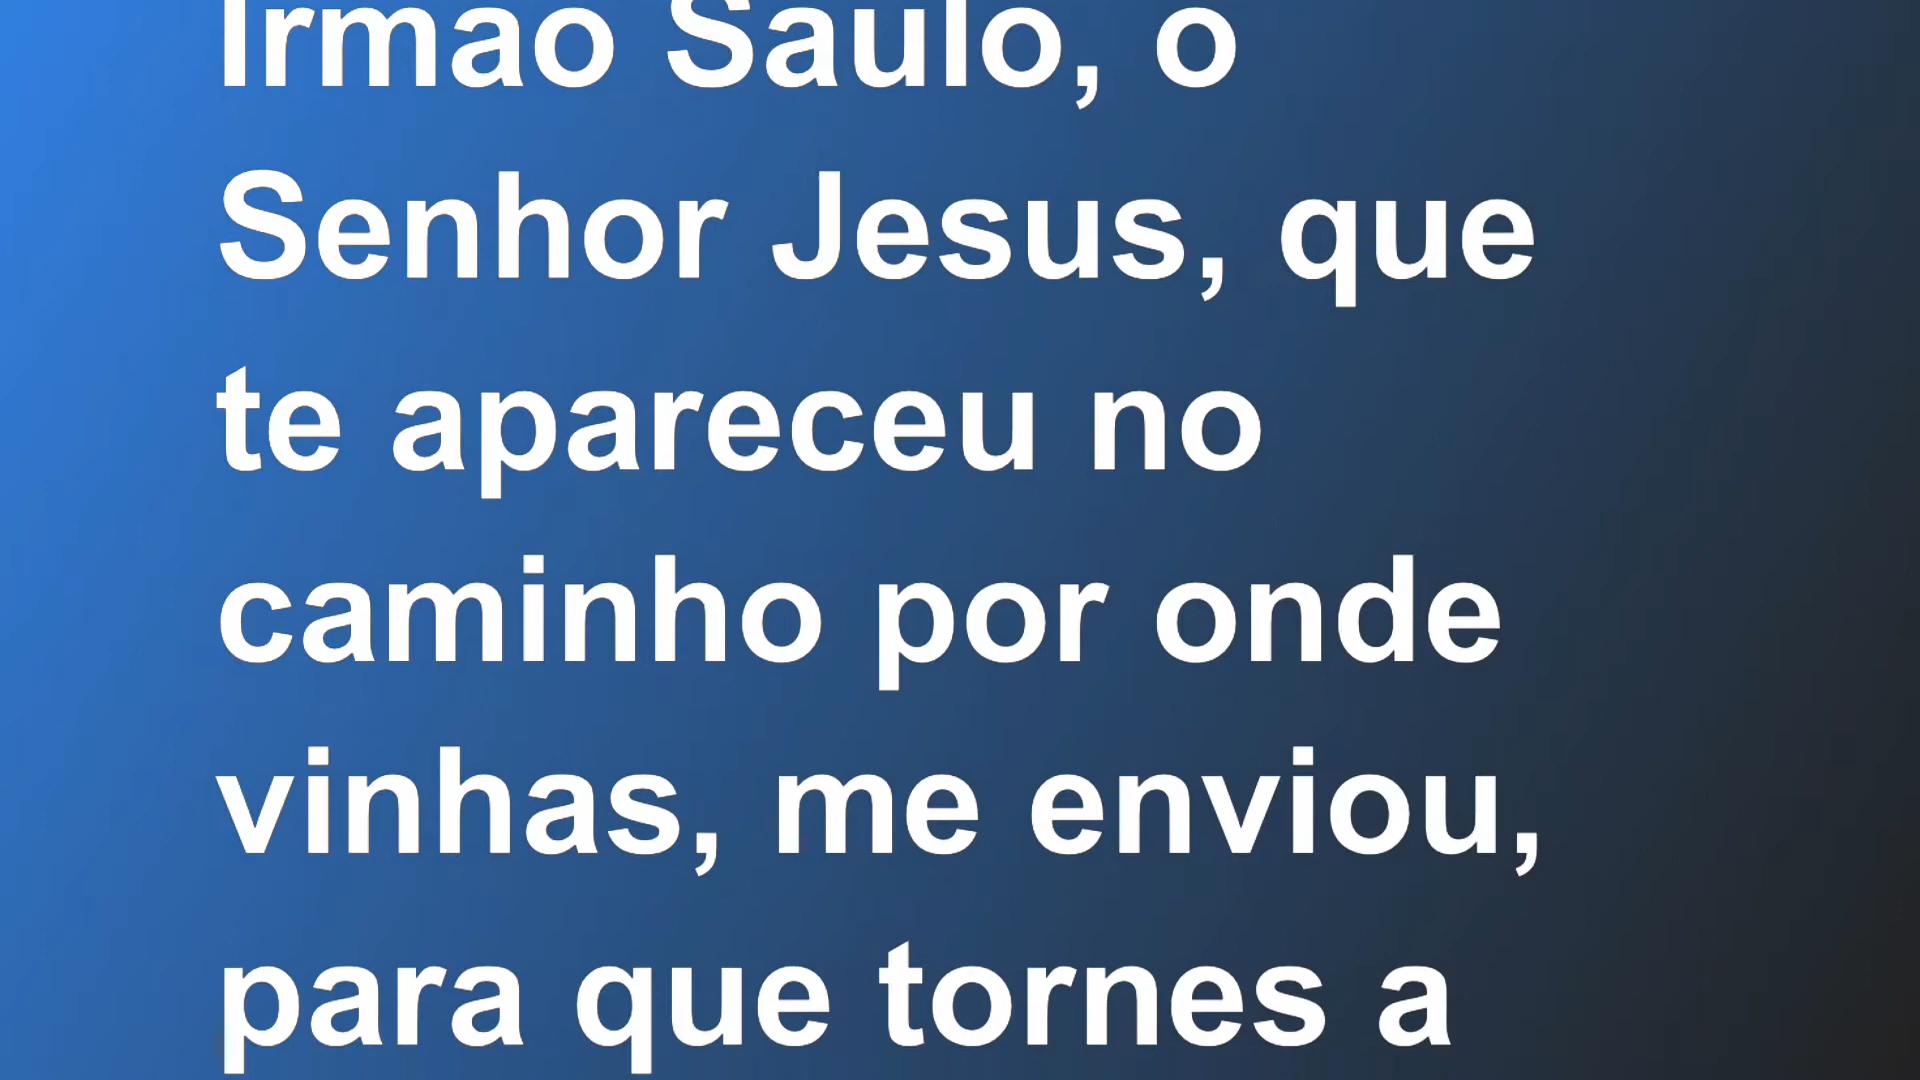 Irmão Saulo, o
Senhor Jesus, que
te apareceu no
caminho por onde
vinhas, me enviou,
para que tornes a